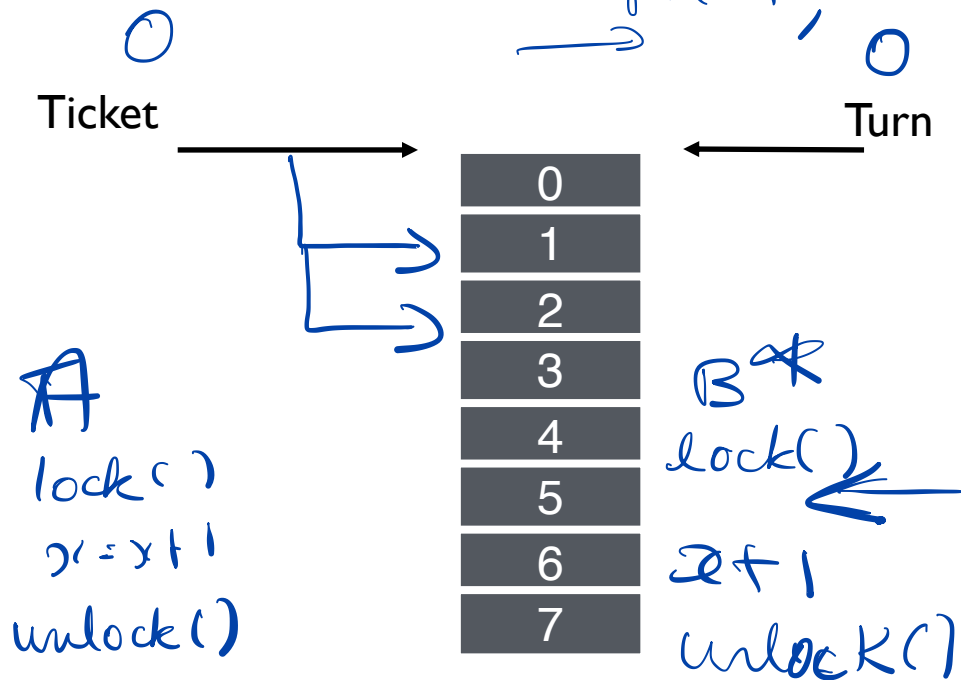 0 0
Ticket Turn
0
1
2
3
4
5
6
7
A
lock()
x=x+1
unlock()
B
lock()
x+1
unlock()